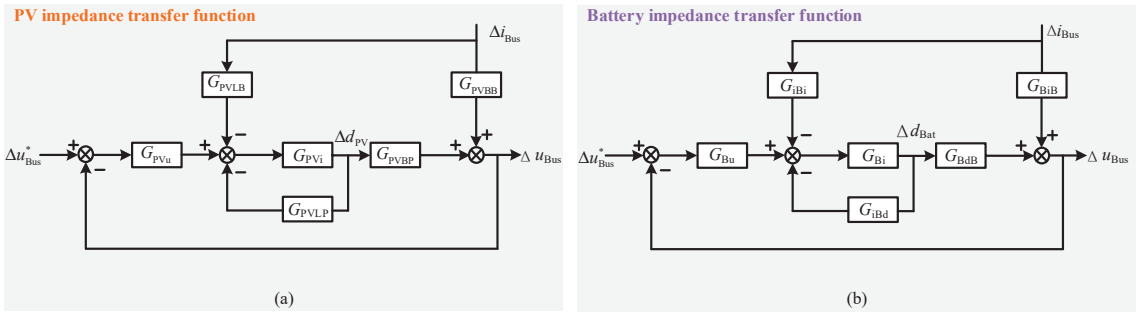 PV impedance transfer function
Δi_Bus
G_PVLB
G_PVBB
Δd_PV
Δu*_Bus
G_PVu
G_PVi
G_PVBP
Δ u_Bus
G_PVLP
(a)
Battery impedance transfer function
Δi_Bus
G_iBi
G_BiB
Δd_Bat
Δu*_Bus
G_Bu
G_Bi
G_BdB
Δ u_Bus
G_iBd
(b)